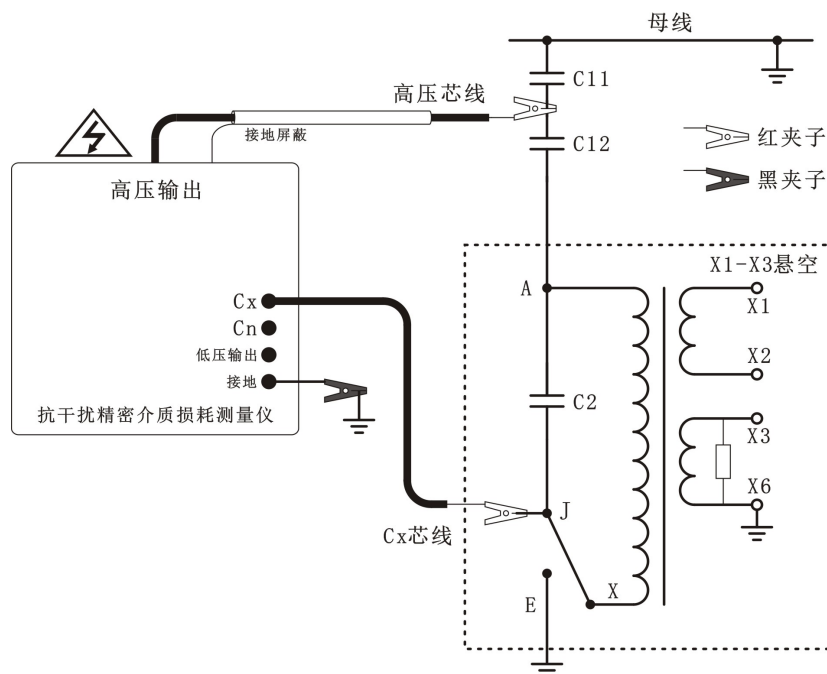 母线
C11
高压芯线
接地屏蔽
C12
红夹子
黑夹子
高压输出
X1-X3悬空
A
X1
Cx
Cn
X2
低压输出
接地
C2
X3
抗干扰精密介质损耗测量仪
X6
J
Cx芯线
E
X